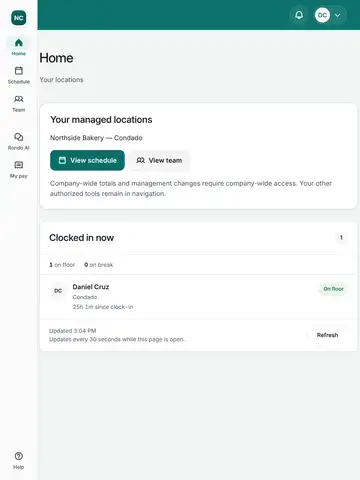 NC
DC
Home
Schedule
Team
Rondo AI
My pay
Help
Home
Your locations
Your managed locations
Northside Bakery — Condado
View schedule
View team
Company-wide totals and management changes require company-wide access. Your other
authorized tools remain in navigation.
Clocked in now
1
1 on floor
0 on break
DC
Daniel Cruz
Condado
25h 1m since clock-in
On floor
Updated 3:04 PM
Updates every 30 seconds while this page is open.
Refresh